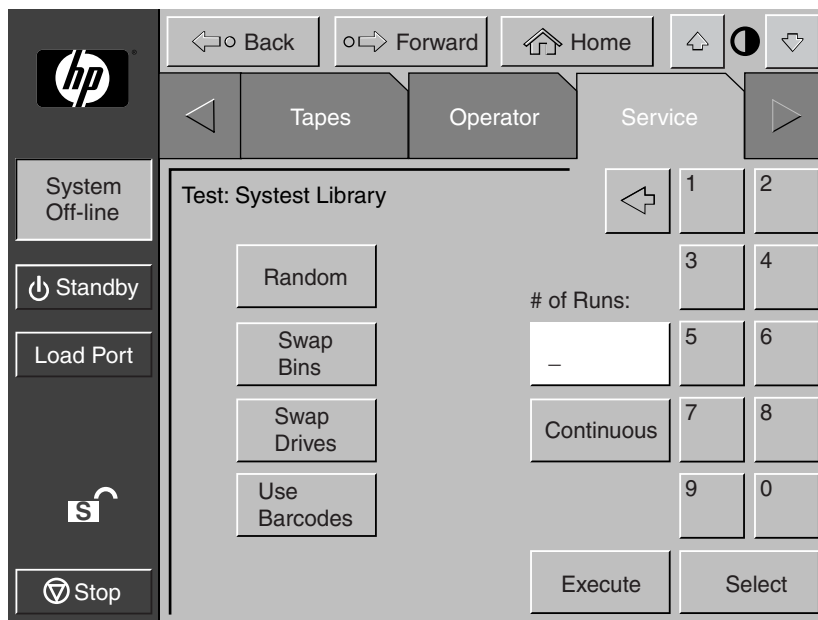 hp
Back
Forward
Home
Tapes
Operator
Service
System
Off-line
Standby
Load Port
S
Stop
Test: Systest Library
Random
Swap
Bins
Swap
Drives
Use
Barcodes
# of Runs:
_
Continuous
1
2
3
4
5
6
7
8
9
0
Execute
Select